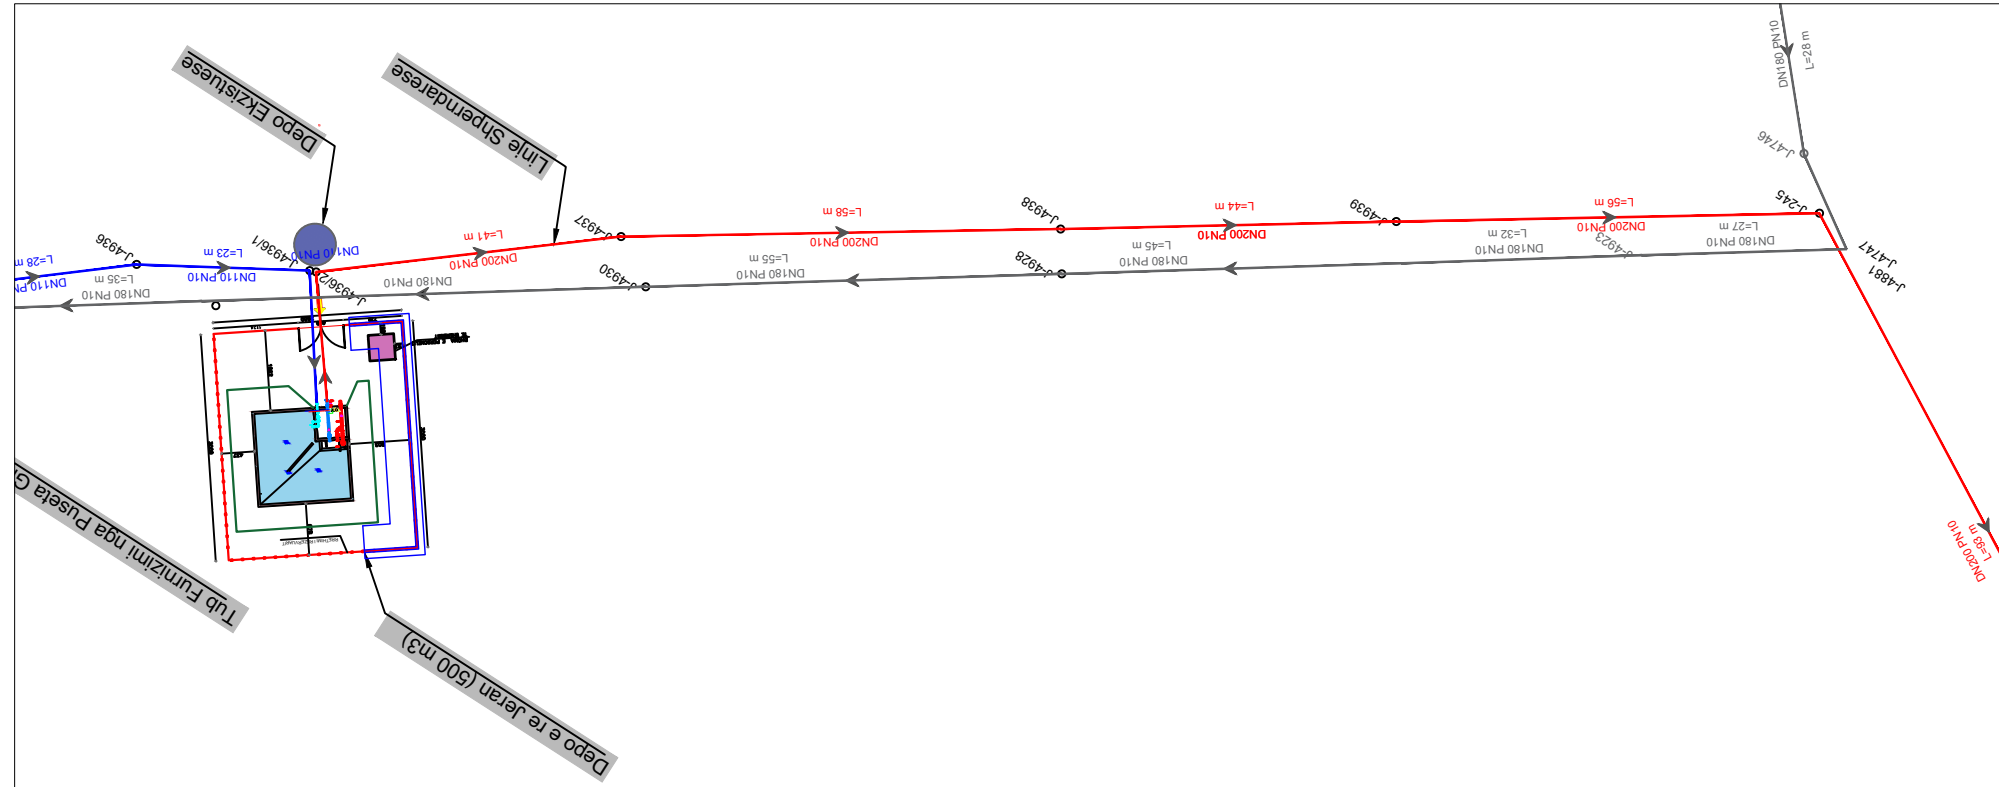 DN180 PN10
L=28 m
J-4746
Depo Ekzistuese
Linje Shperndarese
J-4936
L=28 m
L=23 m
DN110 PN10
J-4936/1
DN110 PN10
L=41 m
DN200 PN10
J-4937
L=58 m
DN200 PN10
J-4938
L=44 m
DN200 PN10
J-4939
L=56 m
DN200 PN10
J-245
J-4936/2
L=35 m
DN180 PN10
DN180 PN10
J-4930
L=55 m
DN180 PN10
J-4928
L=45 m
DN180 PN10
L=32 m
DN180 PN10
J-4923
L=27 m
DN180 PN10
J-4747
J-4881
L=93 m
DN200 PN10
Tub Furnizimi nga Puseta
Depo e re Jeran (500 m3)